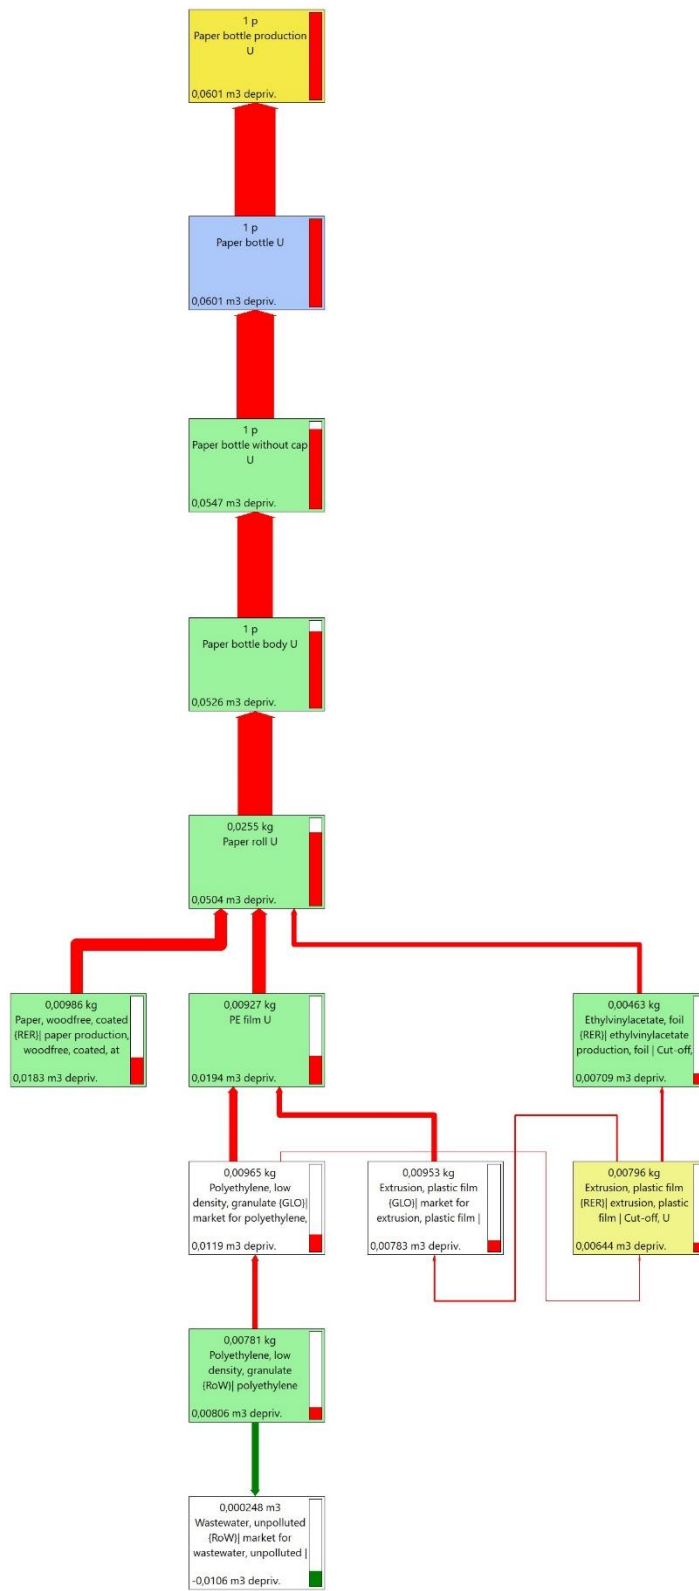 1 p
Paper bottle production
U
0,0601 m3 depriv.
1 p
Paper bottle U
0,0601 m3 depriv.
1 p
Paper bottle without cap
U
0,0547 m3 depriv.
1 p
Paper bottle body U
0,0526 m3 depriv.
0,0255 kg
Paper roll U
0,0504 m3 depriv.
0,00986 kg
Paper, woodfree, coated
{RER}| paper production,
woodfree, coated, at
0,0183 m3 depriv.
0,00927 kg
PE film U
0,0194 m3 depriv.
0,00463 kg
Ethylvinylacetate, foil
{RER}| ethylvinylacetate
production, foil | Cut-off,
0,00709 m3 depriv.
0,00965 kg
Polyethylene, low
density, granulate {GLO}|
market for polyethylene,
0,0119 m3 depriv.
0,00953 kg
Extrusion, plastic film
{GLO}| market for
extrusion, plastic film |
0,00783 m3 depriv.
0,00796 kg
Extrusion, plastic film
{RER}| extrusion, plastic
film | Cut-off, U
0,00644 m3 depriv.
0,00781 kg
Polyethylene, low
density, granulate
{RoW}| polyethylene
0,00806 m3 depriv.
0,000248 m3
Wastewater, unpolluted
{RoW}| market for
wastewater, unpolluted |
-0,0106 m3 depriv.